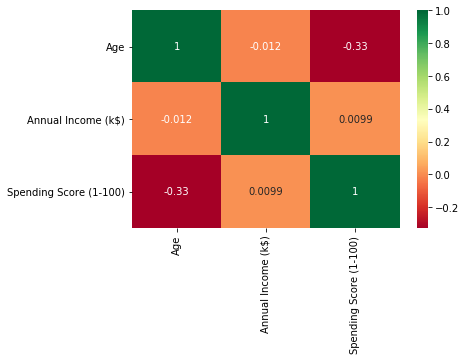 Age
Annual Income (k$)
Spending Score (1-100)
1 -0.012 -0.33
-0.012 1 0.0099
-0.33 0.0099 1
Age
Annual Income (k$)
Spending Score (1-100)
1.0
0.8
0.6
0.4
0.2
0.0
−0.2